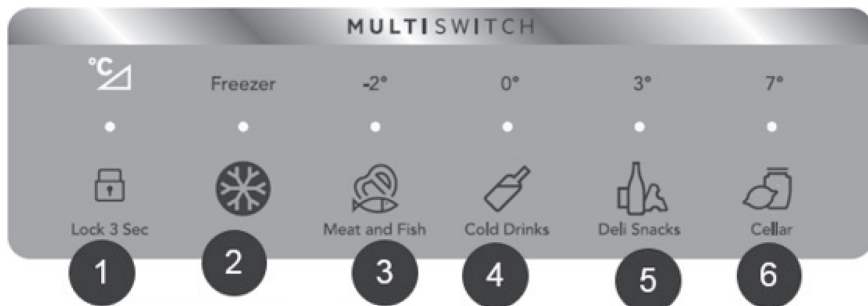 MULTISWITCH
°C
Freezer -2° 0° 3° 7°
Lock 3 Sec Meat and Fish Cold Drinks Deli Snacks Cellar
1 2 3 4 5 6